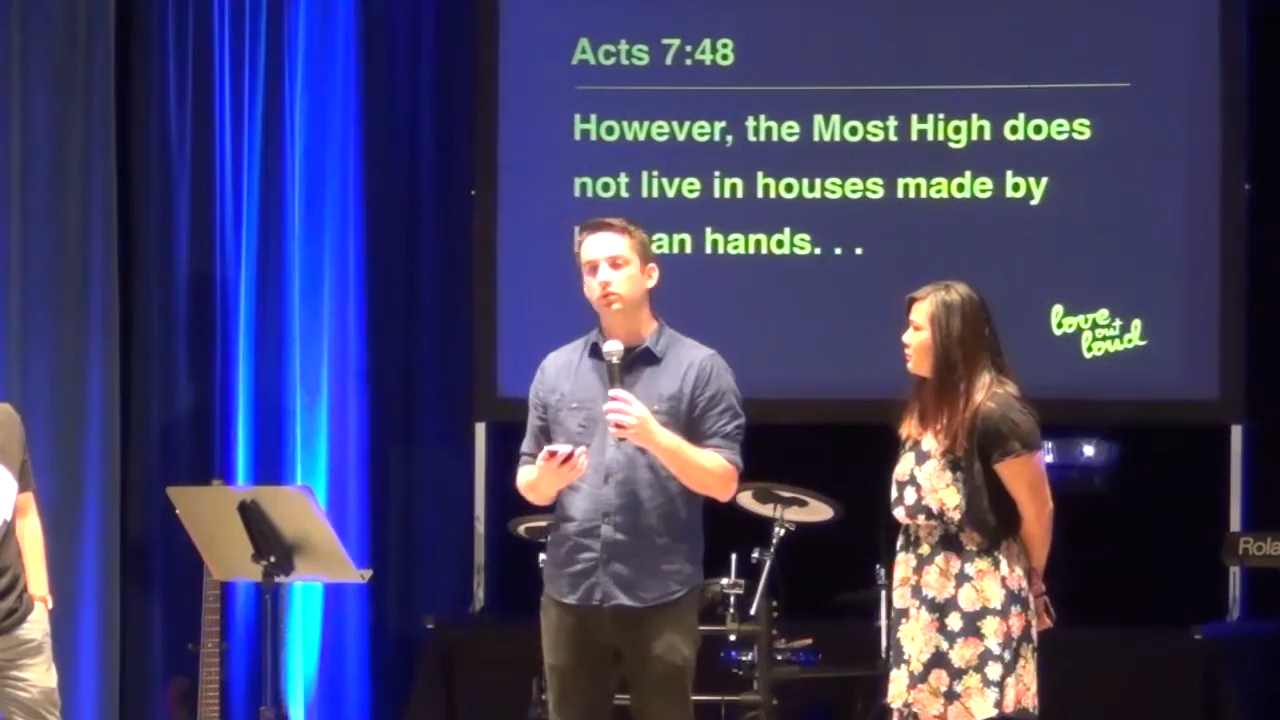 Acts 7:48
However, the Most High does
not live in houses made by
an hands. . .
love
out
loud
Rola